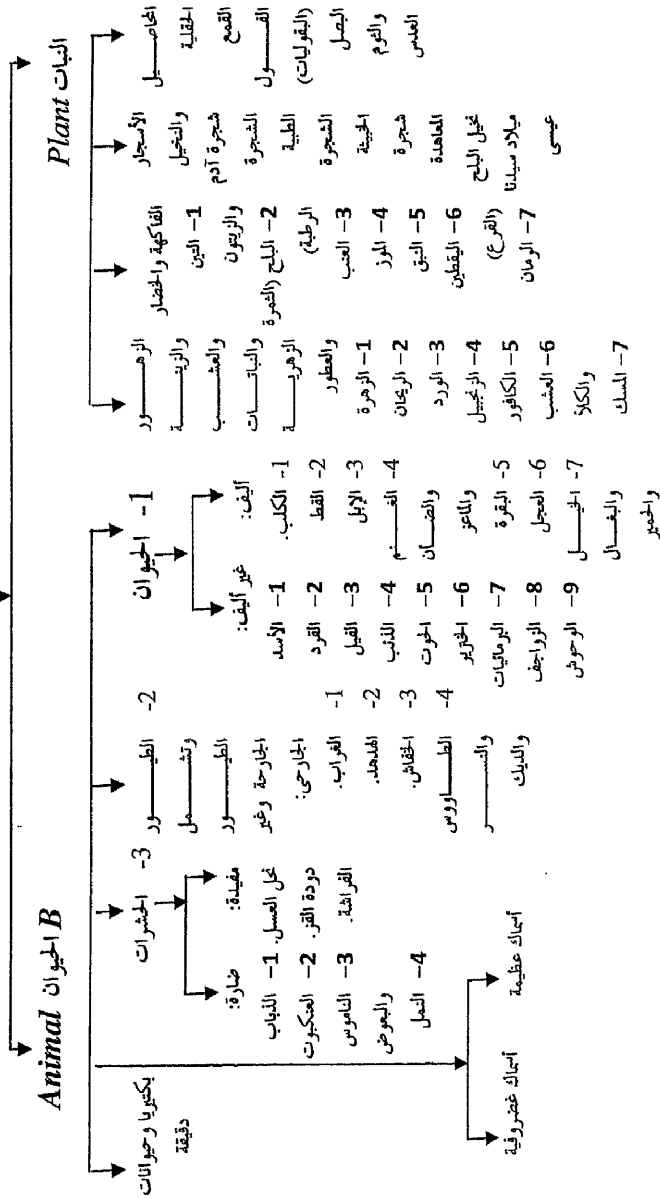 Plant النبات
المحاصيل
الحقلية
القمع
الفول
(البقوليات)
البصل
والثوم
العدس
الأسجار
والنخيل
شجرة آدم
الشجرة
الطيبة
الشجرة
الخبيثة
شجرة
المعاهدة
نخيل البلح
ميلاد سيدنا
عيسى
الفاكهة والخضار
1- التين
والزيتون
2- البلح (الثمرة
الرطبة)
3- العنب
4- الموز
5- النبق
6- اليقطين
(القرع)
7- الرمان
الزهور
والزينة
والعشب
والنباتات
الزهرية
والعطور
1- الزهرة
2- الريحان
3- الورد
4- الزنجبيل
5- الكافور
6- العشب
والكلأ
7- المسك
Animal الحيوان B
1- الحيوان
أليف:
1- الكلب.
2- القط
3- الإبل
4- الغنم
والضأن
والماعز
5- البقرة
6- العجل
7- الخيل
والبغال
والحمير
غير أليف:
1- الأسد
2- القرد
3- الفيل
4- الذئب
5- الحوت
6- الخنزير
7- البرمائيات
8- الزواحف
9- الوحوش
2- الطيور
وتشمل
الطيور
الجارحة وغير
الجارحى:
1- الغراب.
2- الهدهد.
3- الخفاش.
4- الطاووس
والنسر
والديك
3- الحشرات
مفيدة:
نحل العسل.
دودة القز.
الفراشة.
ضارة:
1- الذباب
2- العنكبوت
3- الناموس
والبعوض
4- النمل
أسماك عظيمة
أسماك غضروفية
بكتيريا وحيوانات
دقيقة